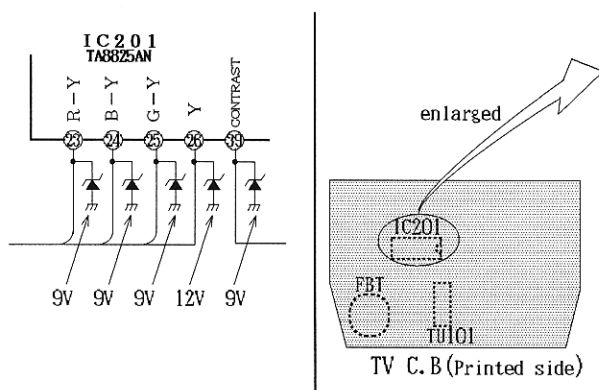 IC201
TA8825AN
R-Y
B-Y
G-Y
Y
CONTRAST
23
24
25
26
39
9V
9V
9V
12V
9V
enlarged
IC201
FBT
TU101
TV C.B(Printed side)